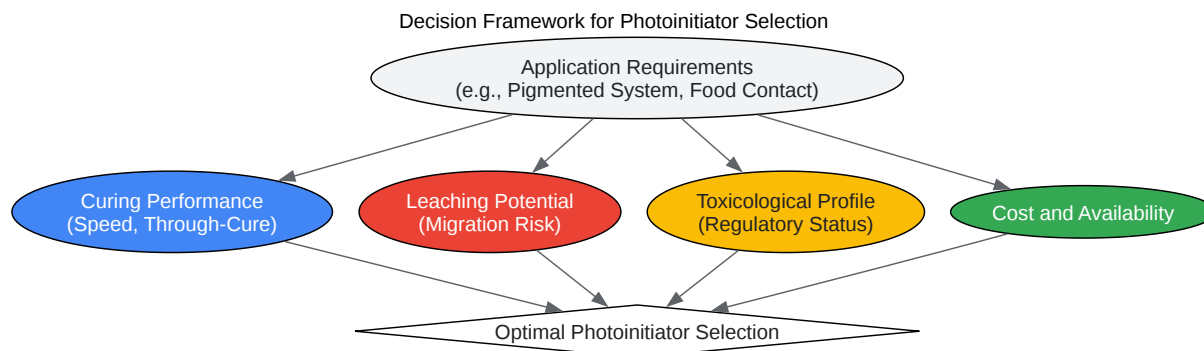 Decision Framework for Photoinitiator Selection
Application Requirements
(e.g., Pigmented System, Food Contact)
Curing Performance
(Speed, Through-Cure)
Leaching Potential
(Migration Risk)
Toxicological Profile
(Regulatory Status)
Cost and Availability
Optimal Photoinitiator Selection